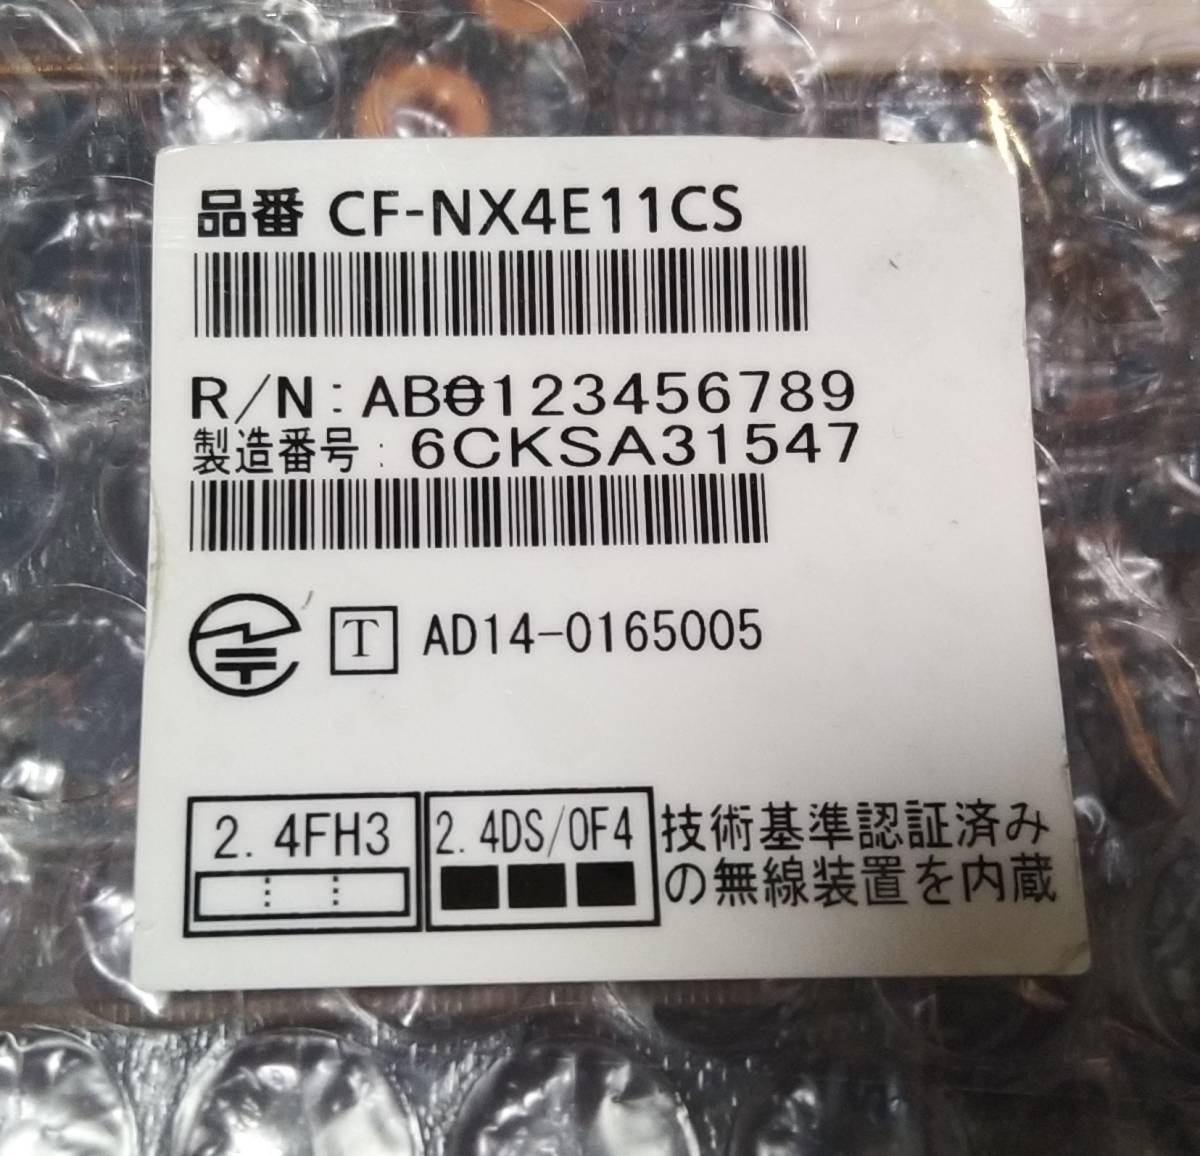 品番 CF-NX4E11CS
R/N:AB0123456789
製造番号:6CKSA31547
T AD14-0165005
2.4FH3
2.4DS/OF4
技術基準認証済み
の無線装置を内蔵